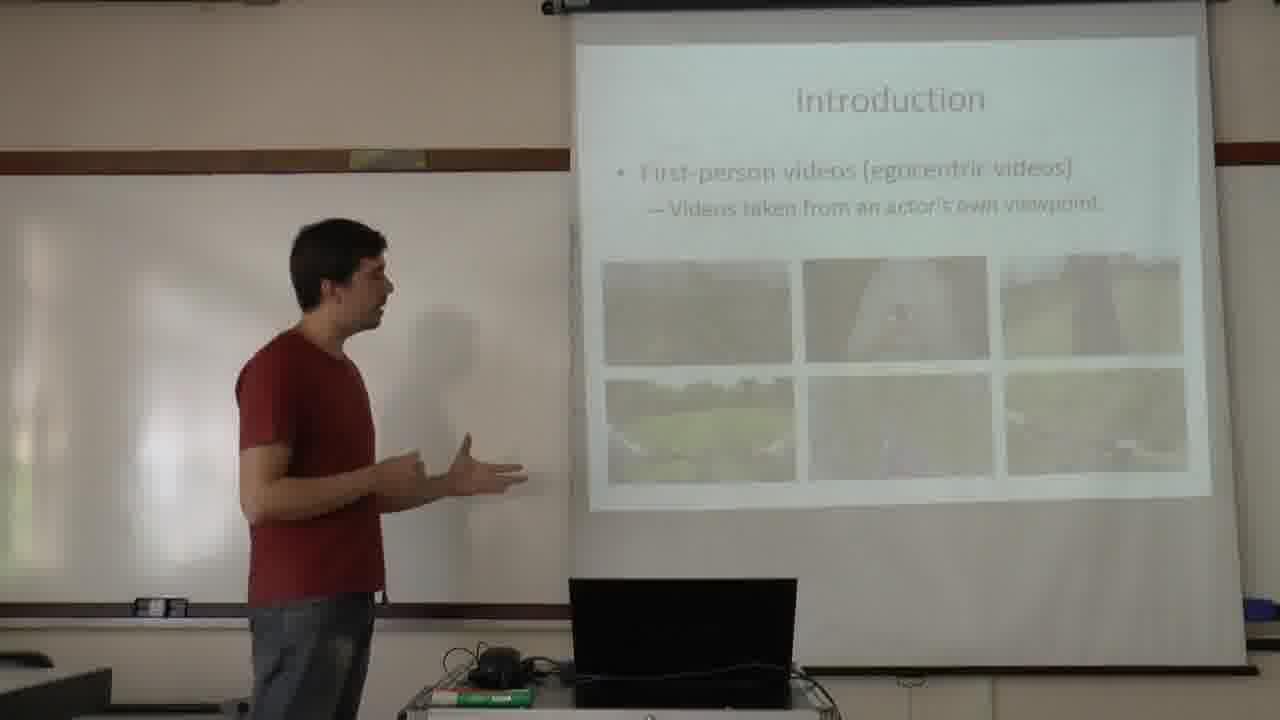 Introduction
• First-person videos (egocentric videos)
– Videos taken from an actor's own viewpoint.